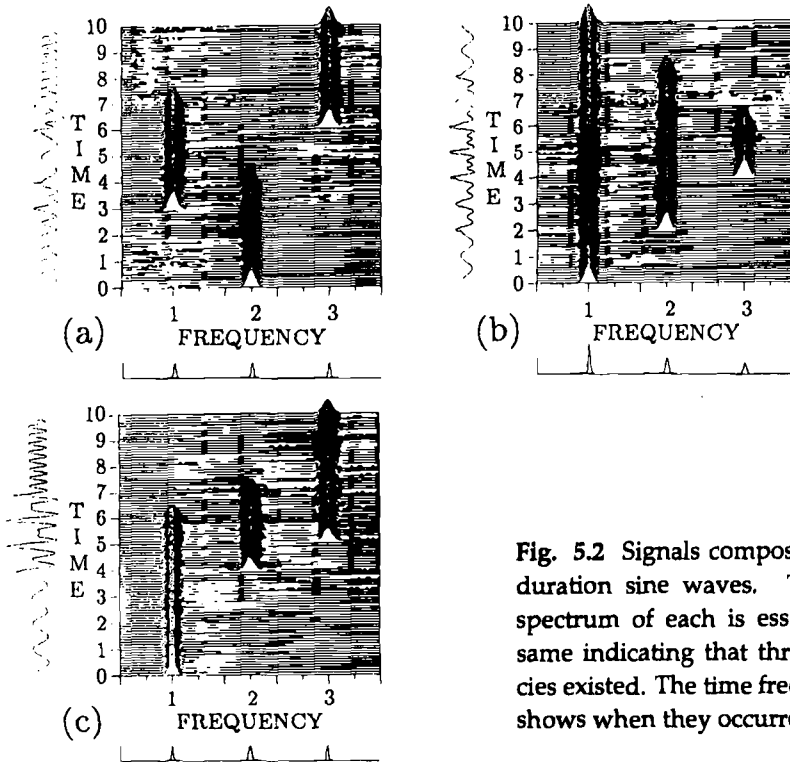 10
9
8
7
6
5
4
3
2
1
0
T
I
M
E
1 2 3
FREQUENCY
(a)
10
9
8
7
6
5
4
3
2
1
0
T
I
M
E
1 2 3
FREQUENCY
(b)
10
9
8
7
6
5
4
3
2
1
0
T
I
M
E
1 2 3
FREQUENCY
(c)
Fig. 5.2 Signals compos
duration sine waves.
spectrum of each is ess
same indicating that thr
cies existed. The time fre
shows when they occurr